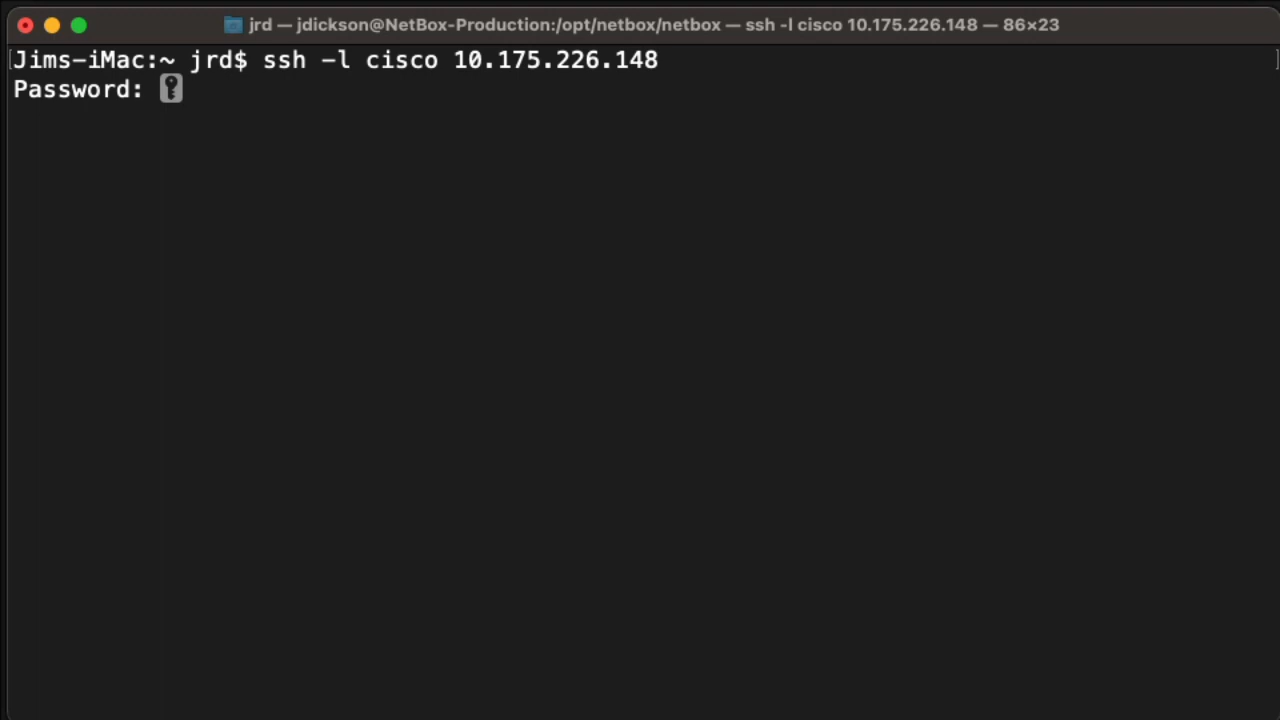 jrd — jdickson@NetBox-Production:/opt/netbox/netbox — ssh -l cisco 10.175.226.148 — 86×23
[Jims-iMac:~ jrd$ ssh -l cisco 10.175.226.148 ]
Password: